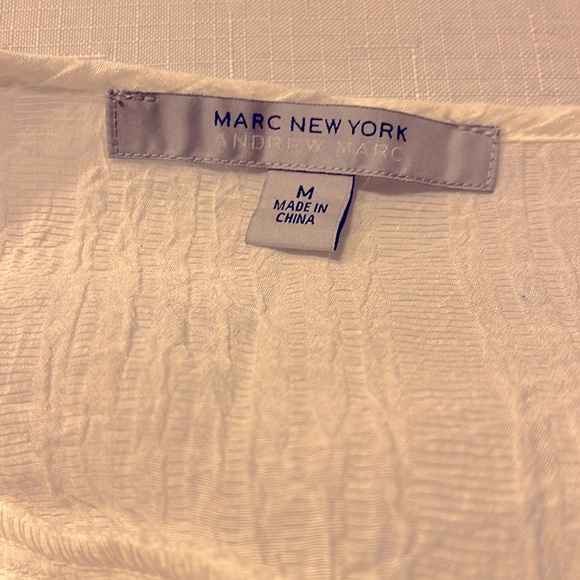 MARC NEW YORK
ANDREW MARC
M
MADE IN
CHINA